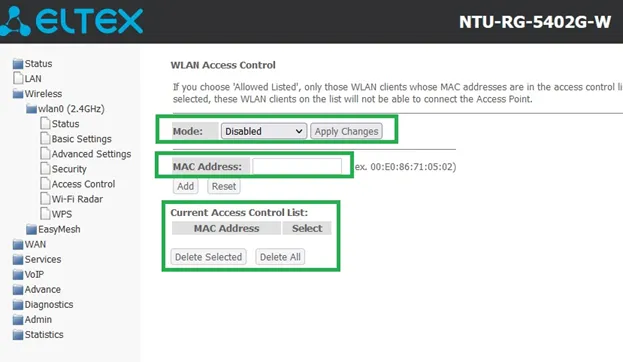 ELTEX
NTU-RG-5402G-W
Status
LAN
Wireless
wlan0 (2.4GHz)
Status
Basic Settings
Advanced Settings
Security
Access Control
Wi-Fi Radar
WPS
EasyMesh
WAN
Services
VoIP
Advance
Diagnostics
Admin
Statistics
WLAN Access Control
If you choose 'Allowed Listed', only those WLAN clients whose MAC addresses are in the access control li
selected, these WLAN clients on the list will not be able to connect the Access Point.
Mode: Disabled Apply Changes
MAC Address: ex. 00:E0:86:71:05:02)
Add Reset
Current Access Control List:
MAC Address Select
Delete Selected Delete All